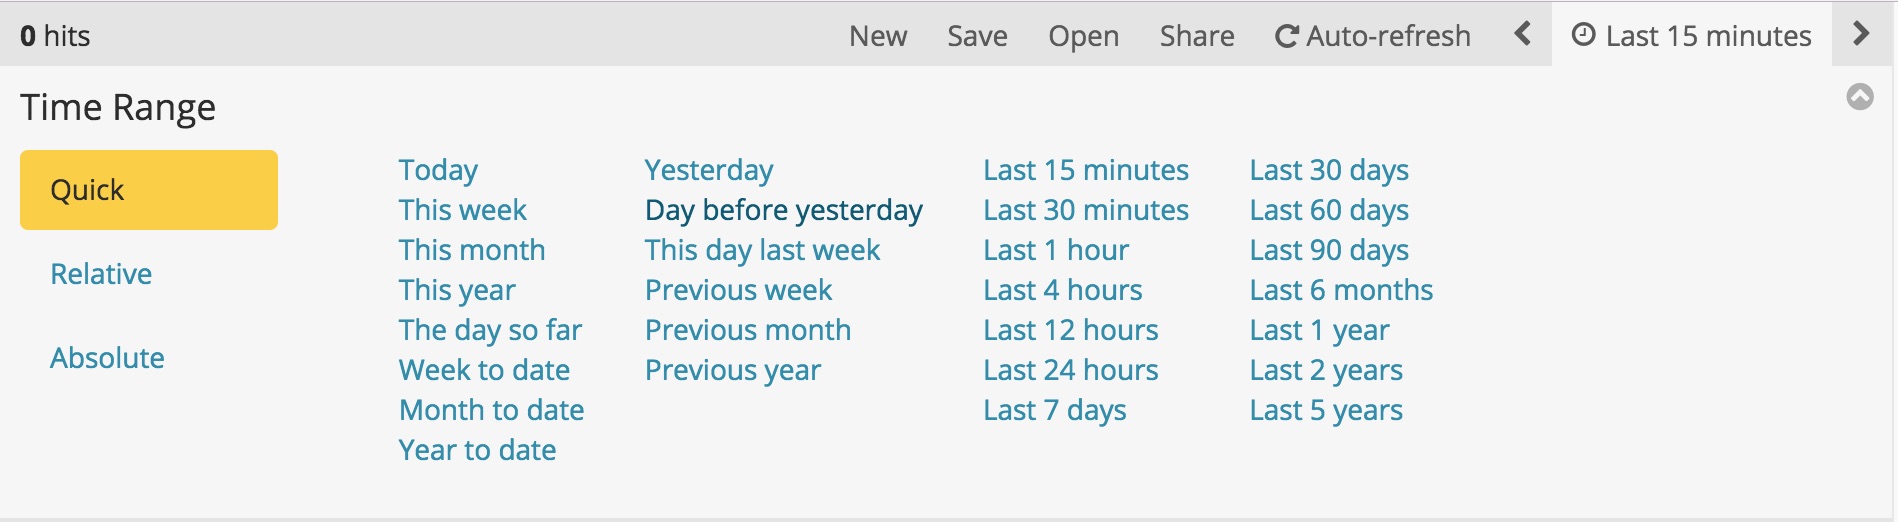 0 hits New Save Open Share Auto-refresh Last 15 minutes
Time Range
Quick
Relative
Absolute
Today
This week
This month
This year
The day so far
Week to date
Month to date
Year to date
Yesterday
Day before yesterday
This day last week
Previous week
Previous month
Previous year
Last 15 minutes
Last 30 minutes
Last 1 hour
Last 4 hours
Last 12 hours
Last 24 hours
Last 7 days
Last 30 days
Last 60 days
Last 90 days
Last 6 months
Last 1 year
Last 2 years
Last 5 years